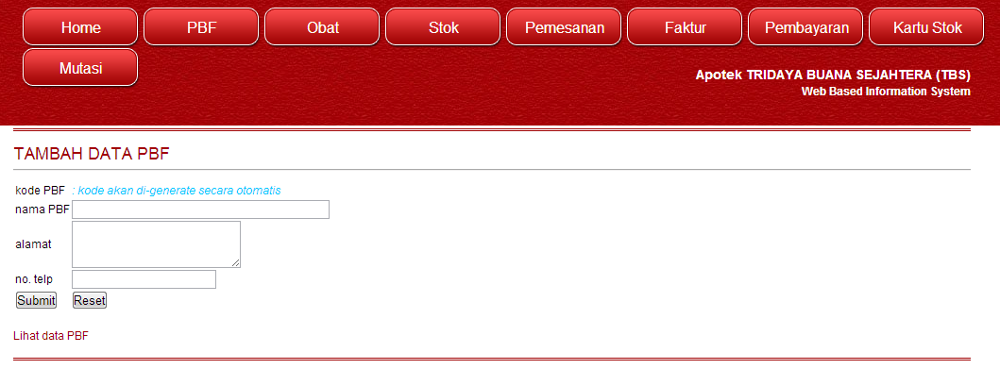 Home PBF Obat Stok Pemesanan Faktur Pembayaran Kartu Stok
Mutasi
Apotek TRIDAYA BUANA SEJAHTERA (TBS)
Web Based Information System
TAMBAH DATA PBF
kode PBF : kode akan di-generate secara otomatis
nama PBF
alamat
no. telp
Submit Reset
Lihat data PBF